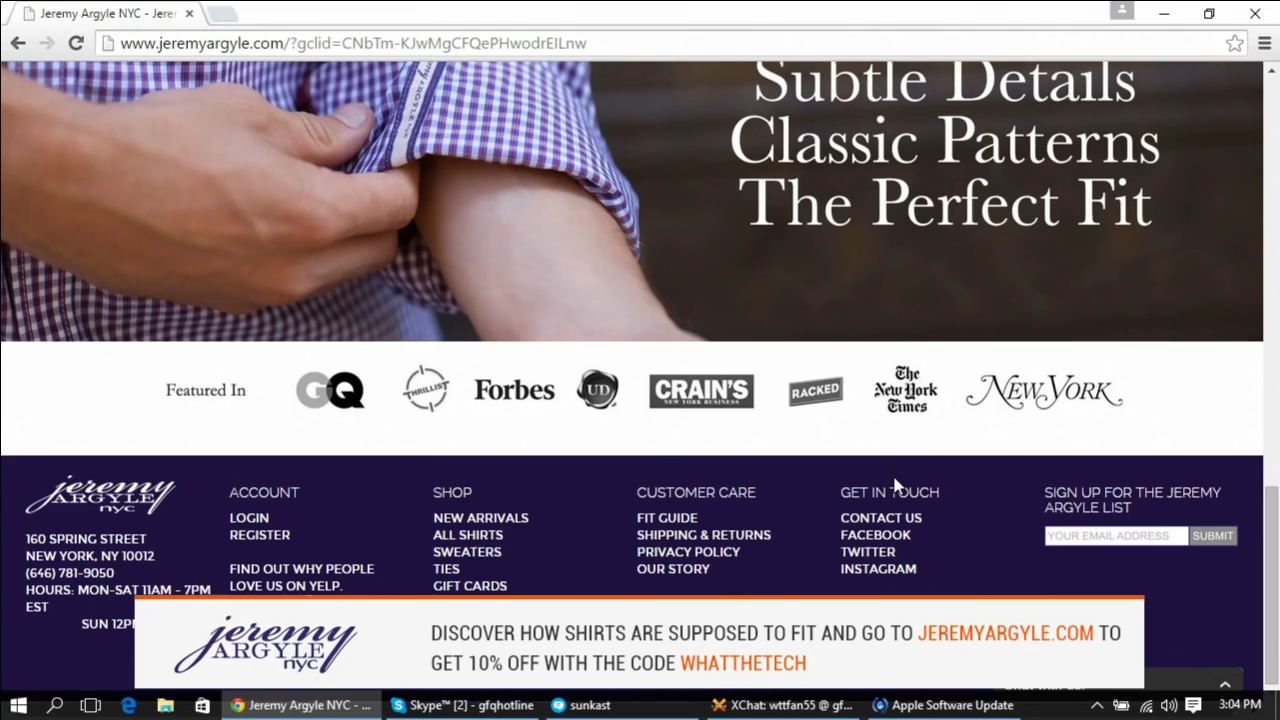 Jeremy Argyle NYC - Jere
www.jeremyargyle.com/?gclid=CNbTm-KJwMgCFQePHwodrEILnw
Subtle Details
Classic Patterns
The Perfect Fit
Featured In
GQ
THRILLIST
Forbes
UD
CRAIN'S
NEW YORK BUSINESS
RACKED
The
New York
Times
NEW YORK
jeremy
ARGYLE
nyc
160 SPRING STREET
NEW YORK, NY 10012
(646) 781-9050
HOURS: MON-SAT 11AM - 7PM
EST
SUN 12P
ACCOUNT
LOGIN
REGISTER
FIND OUT WHY PEOPLE
LOVE US ON YELP.
SHOP
NEW ARRIVALS
ALL SHIRTS
SWEATERS
TIES
GIFT CARDS
CUSTOMER CARE
FIT GUIDE
SHIPPING & RETURNS
PRIVACY POLICY
OUR STORY
GET IN TOUCH
CONTACT US
FACEBOOK
TWITTER
INSTAGRAM
SIGN UP FOR THE JEREMY
ARGYLE LIST
YOUR EMAIL ADDRESS
SUBMIT
jeremy
ARGYLE
nyc
DISCOVER HOW SHIRTS ARE SUPPOSED TO FIT AND GO TO JEREMYARGYLE.COM TO
GET 10% OFF WITH THE CODE WHATTHETECH
Jeremy Argyle NYC - ...
Skype™ [2] - gfqhotline
sunkast
XChat: wttfan55 @ gf...
Apple Software Update
3:04 PM